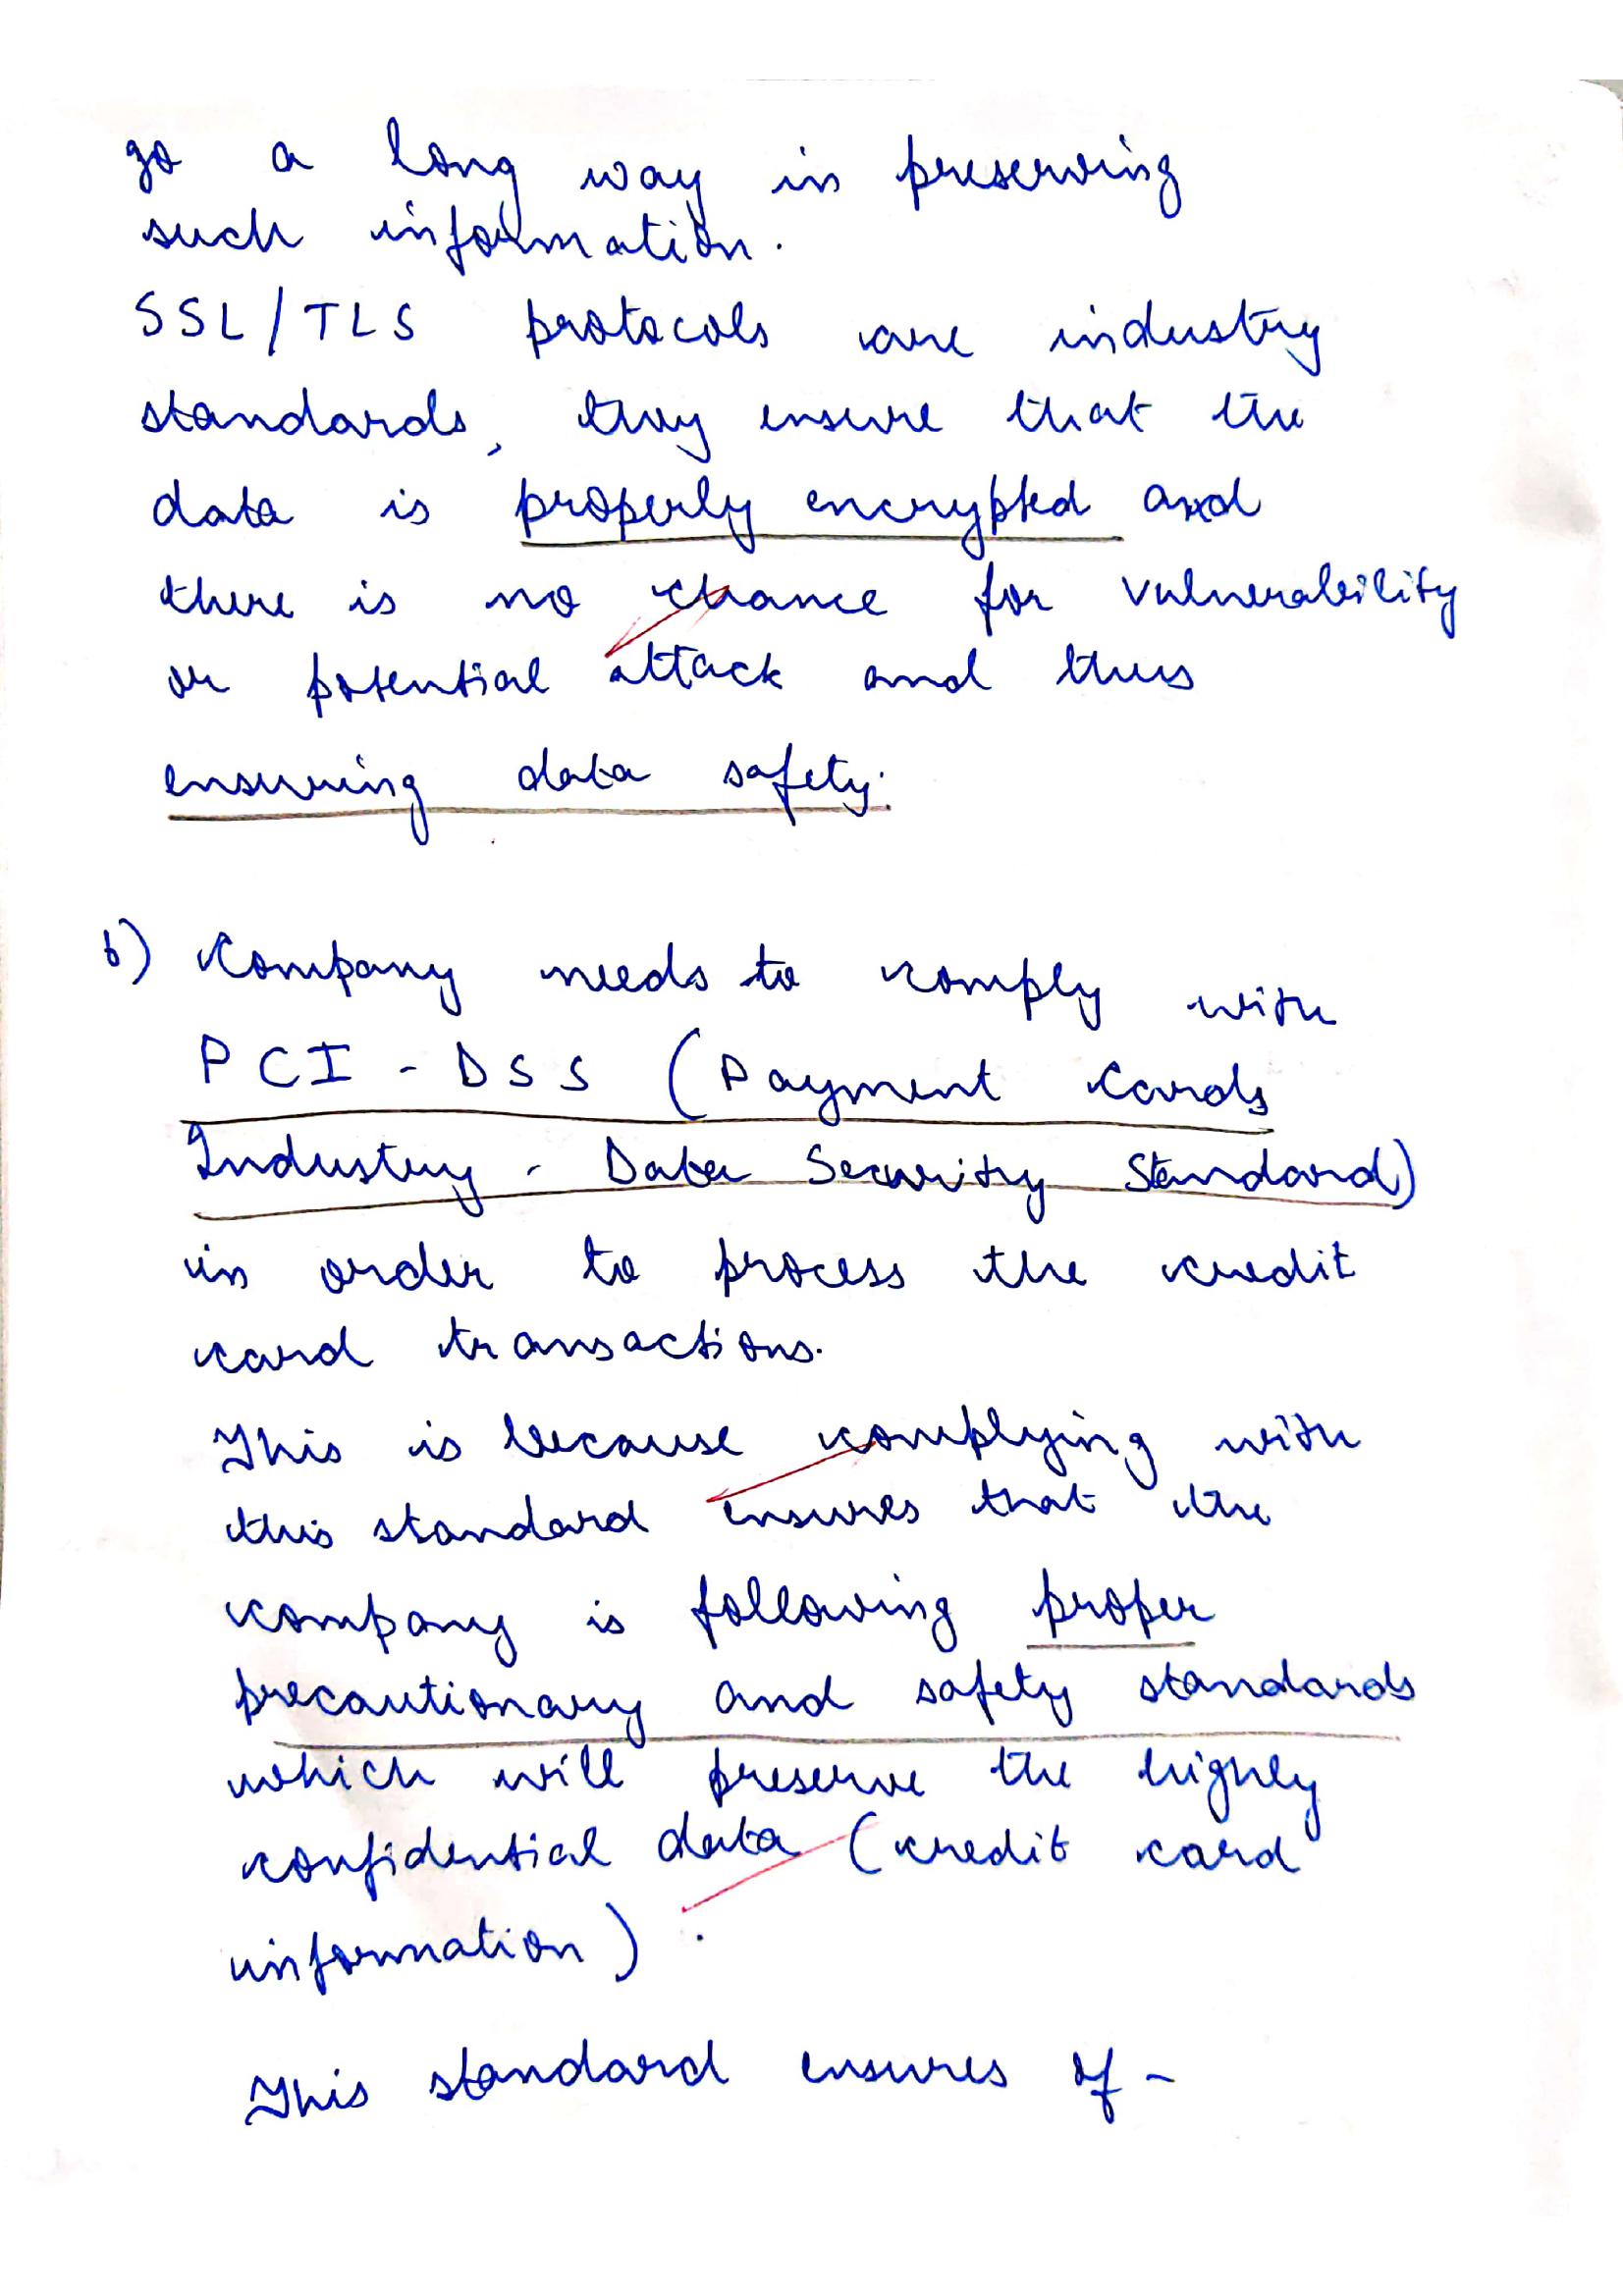 go a long way in preserving
such information.
SSL/TLS protocols are industry
standards, they ensure that the
data is properly encrypted and
there is no chance for vulnerability
or potential attack and thus
ensuring data safety.
b) Company needs to comply with
PCI - DSS (Payment Cards
Industry - Data Security Standard)
in order to process the credit
card transactions.
This is because complying with
this standard ensures that the
company is following proper
precautionary and safety standards
which will preserve the highly
confidential data (credit card
information).
This standard ensures of -